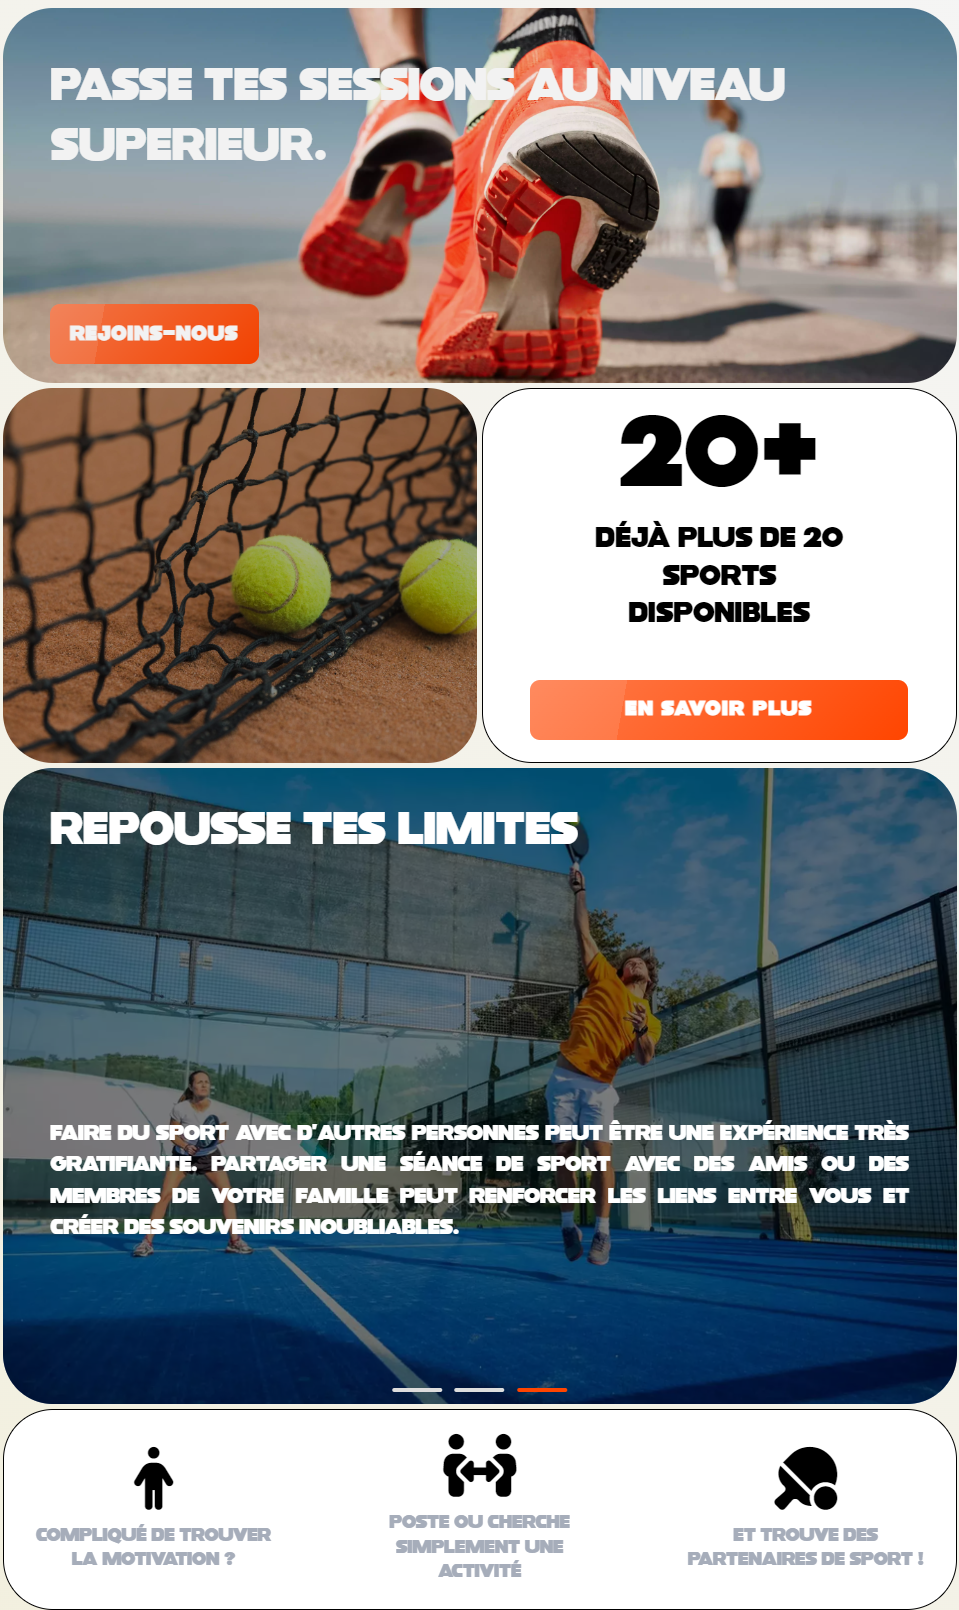 PASSE TES SESSIONS AU NIVEAU
SUPERIEUR.
REJOINS-NOUS
20+
DÉJÀ PLUS DE 20
SPORTS
DISPONIBLES
EN SAVOIR PLUS
REPOUSSE TES LIMITES
FAIRE DU SPORT AVEC D'AUTRES PERSONNES PEUT ÊTRE UNE EXPÉRIENCE TRÈS
GRATIFIANTE. PARTAGER UNE SÉANCE DE SPORT AVEC DES AMIS OU DES
MEMBRES DE VOTRE FAMILLE PEUT RENFORCER LES LIENS ENTRE VOUS ET
CRÉER DES SOUVENIRS INOUBLIABLES.
COMPLIQUÉ DE TROUVER
LA MOTIVATION ?
POSTE OU CHERCHE
SIMPLEMENT UNE
ACTIVITÉ
ET TROUVE DES
PARTENAIRES DE SPORT !